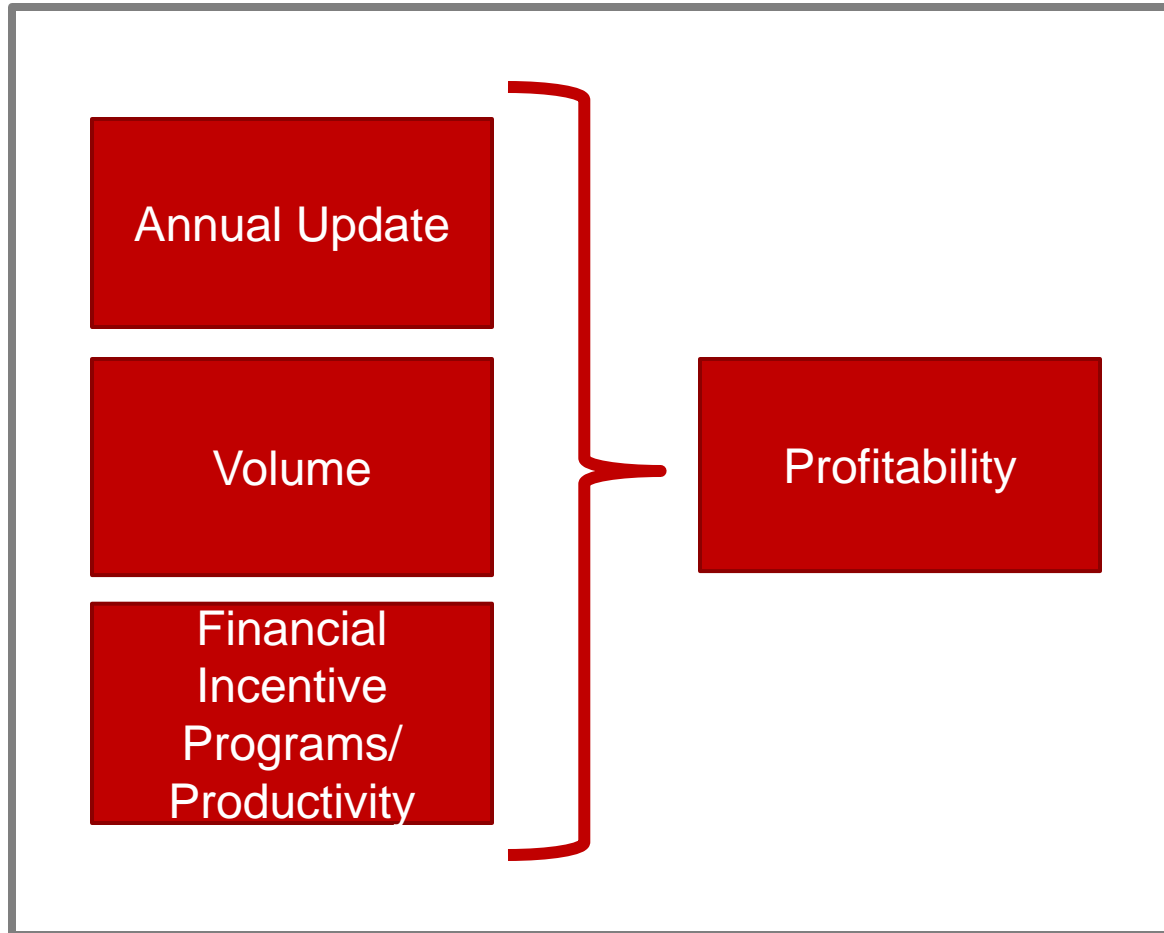 Annual Update
Volume
Financial
Incentive
Programs/
Productivity
Profitability